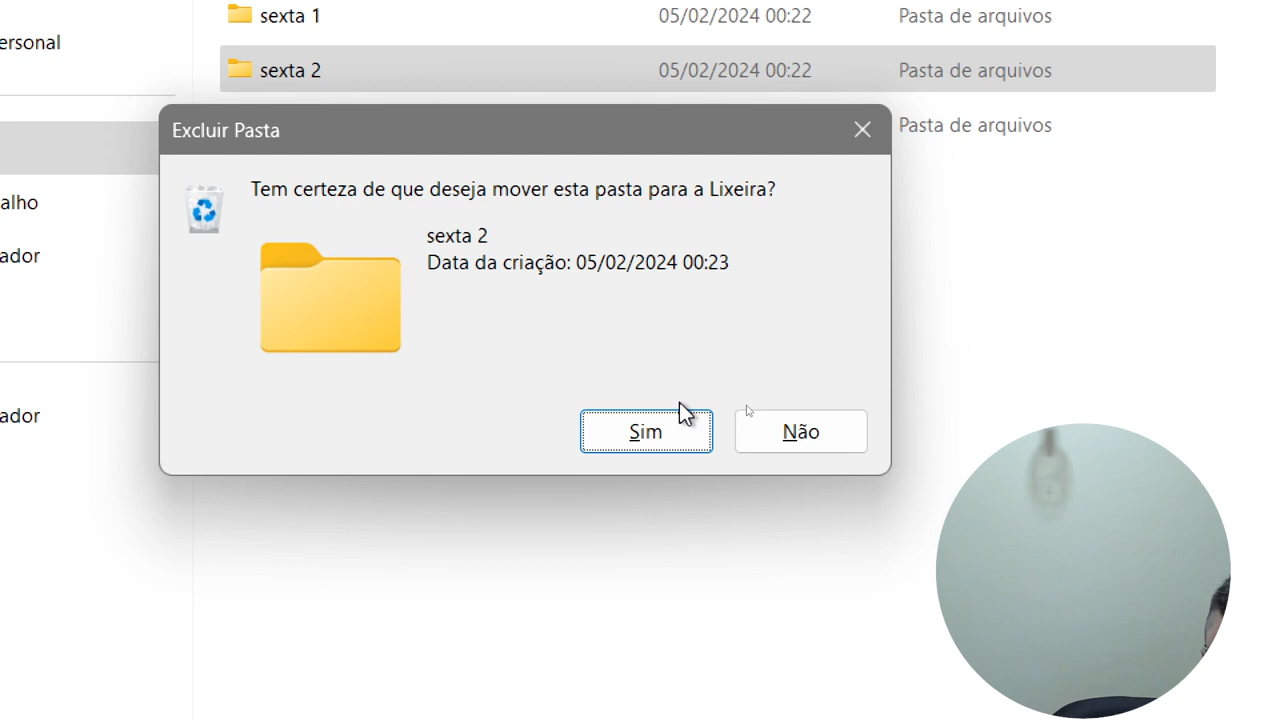 sexta 1 05/02/2024 00:22 Pasta de arquivos
ersonal
sexta 2 05/02/2024 00:22 Pasta de arquivos
Pasta de arquivos
Excluir Pasta
Tem certeza de que deseja mover esta pasta para a Lixeira?
alho
sexta 2
ador
Data da criação: 05/02/2024 00:23
ador
Sim Não